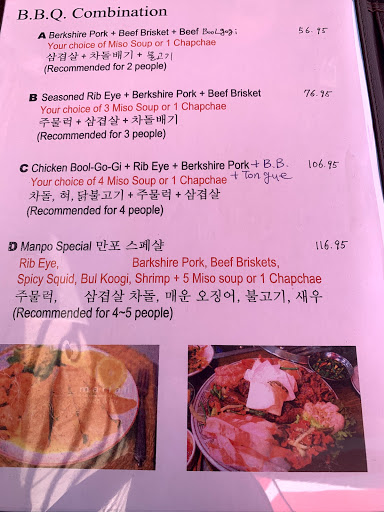 B.B.Q. Combination
A Berkshire Pork + Beef Brisket + Beef Boolgogi 56.95
Your choice of Miso Soup or 1 Chapchae
삼겹살 + 차돌배기 + 불고기
(Recommended for 2 people)
B Seasoned Rib Eye + Berkshire Pork + Beef Brisket 76.95
Your choice of 3 Miso Soup or 1 Chapchae
주물럭 + 삼겹살 + 차돌배기
(Recommended for 3 people)
C Chicken Bool-Go-Gi + Rib Eye + Berkshire Pork + B.B. 106.95
Your choice of 4 Miso Soup or 1 Chapchae + Tongue
차돌, 혀, 닭불고기 + 주물럭 + 삼겹살
(Recommended for 4 people)
D Manpo Special 만포 스페샬 116.95
Rib Eye, Barkshire Pork, Beef Briskets,
Spicy Squid, Bul Koogi, Shrimp + 5 Miso soup or 1 Chapchae
주물럭, 삼겹살 차돌, 매운 오징어, 불고기, 새우
(Recommended for 4~5 people)